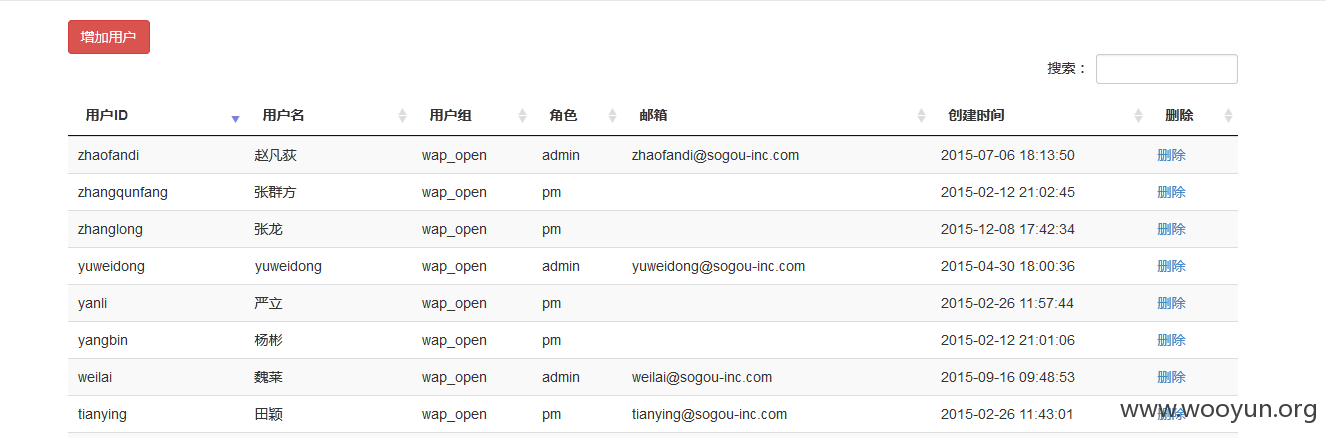 增加用户
搜索：
用户ID 用户名 用户组 角色 邮箱 创建时间 删除
zhaofandi 赵凡荻 wap_open admin zhaofandi@sogou-inc.com 2015-07-06 18:13:50 删除
zhangqunfang 张群方 wap_open pm 2015-02-12 21:02:45 删除
zhanglong 张龙 wap_open pm 2015-12-08 17:42:34 删除
yuweidong yuweidong wap_open admin yuweidong@sogou-inc.com 2015-04-30 18:00:36 删除
yanli 严立 wap_open pm 2015-02-26 11:57:44 删除
yangbin 杨彬 wap_open pm 2015-02-12 21:01:06 删除
weilai 魏莱 wap_open admin weilai@sogou-inc.com 2015-09-16 09:48:53 删除
tianying 田颖 wap_open pm tianying@sogou-inc.com 2015-02-26 11:43:01 删除
www.wooyun.org